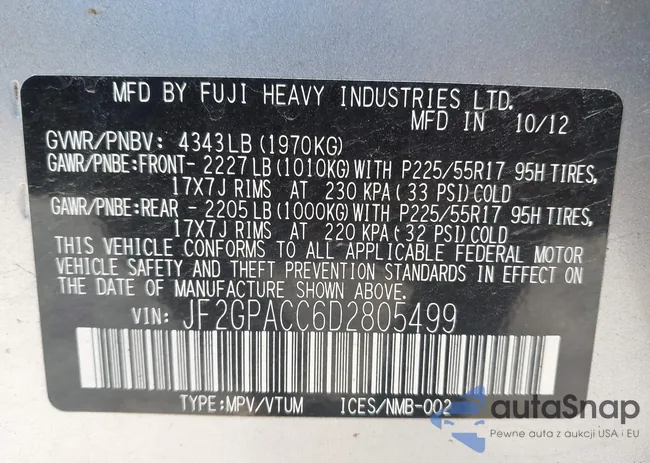 MFD BY FUJI HEAVY INDUSTRIES LTD.
MFD IN 10/12
GVWR/PNBV: 4343LB (1970KG)
GAWR/PNBE:FRONT- 2227LB (1010KG) WITH P225/55R17 95H TIRES,
17X7J RIMS AT 230 KPA ( 33 PSI) COLD
GAWR/PNBE:REAR - 2205LB (1000KG) WITH P225/55R17 95H TIRES,
17X7J RIMS AT 220 KPA ( 32 PSI) COLD
THIS VEHICLE CONFORMS TO ALL APPLICABLE FEDERAL MOTOR
VEHICLE SAFETY AND THEFT PREVENTION STANDARDS IN EFFECT ON
THE DATE OF MANUFACTURE SHOWN ABOVE.
VIN: JF2GPACC6D2805499
TYPE:MPV/VTUM ICES/NMB-002
autaSnap
Pewne auta z aukcji USA i EU